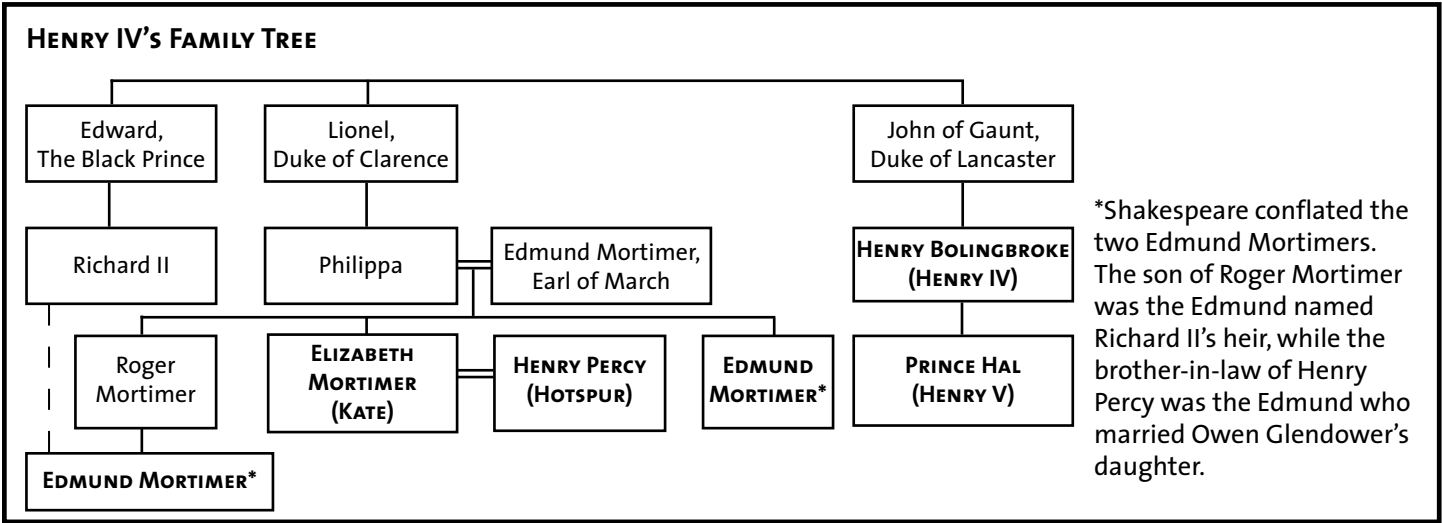 Henry IV's Family Tree
Edward,
The Black Prince
Lionel,
Duke of Clarence
John of Gaunt,
Duke of Lancaster
Richard II
Philippa
Edmund Mortimer,
Earl of March
Henry Bolingbroke
(Henry IV)
Roger
Mortimer
Elizabeth
Mortimer
(Kate)
Henry Percy
(Hotspur)
Edmund
Mortimer*
Prince Hal
(Henry V)
Edmund Mortimer*
*Shakespeare conflated the
two Edmund Mortimers.
The son of Roger Mortimer
was the Edmund named
Richard II's heir, while the
brother-in-law of Henry
Percy was the Edmund who
married Owen Glendower's
daughter.